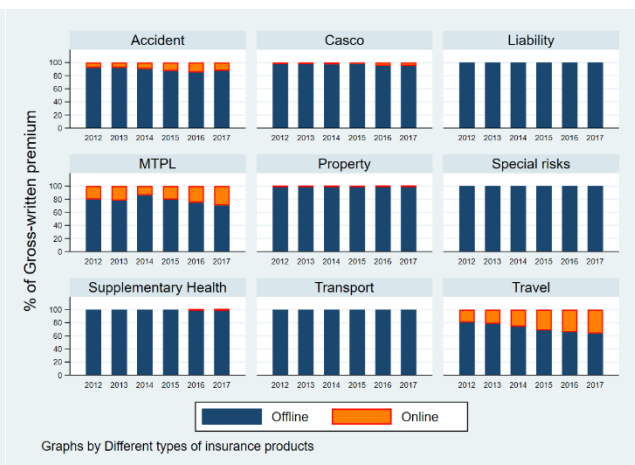 % of Gross-written premium
Accident
Casco
Liability
100
80
60
40
20
0
2012 2013 2014 2015 2016 2017
2012 2013 2014 2015 2016 2017
2012 2013 2014 2015 2016 2017
MTPL
Property
Special risks
100
80
60
40
20
0
2012 2013 2014 2015 2016 2017
2012 2013 2014 2015 2016 2017
2012 2013 2014 2015 2016 2017
Supplementary Health
Transport
Travel
100
80
60
40
20
0
2012 2013 2014 2015 2016 2017
2012 2013 2014 2015 2016 2017
2012 2013 2014 2015 2016 2017
Offline
Online
Graphs by Different types of insurance products